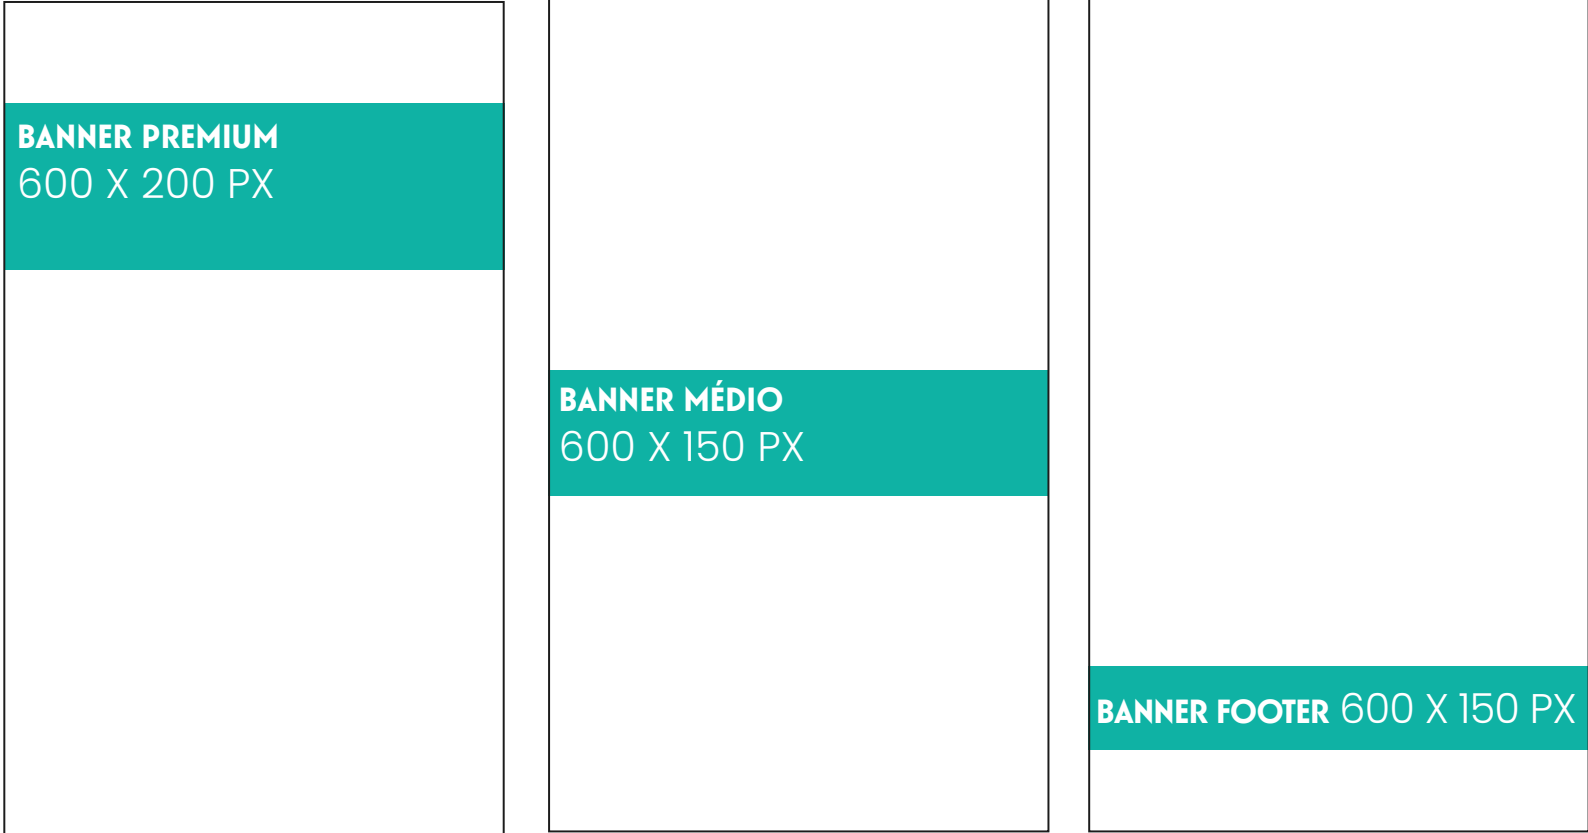 BANNER PREMIUM
600 X 200 PX
BANNER MÉDIO
600 X 150 PX
BANNER FOOTER 600 X 150 PX